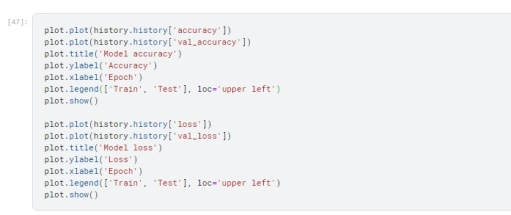 [47]:
plot.plot(history.history['accuracy'])
plot.plot(history.history['val_accuracy'])
plot.title('Model accuracy')
plot.ylabel('Accuracy')
plot.xlabel('Epoch')
plot.legend(['Train', 'Test'], loc='upper left')
plot.show()

plot.plot(history.history['loss'])
plot.plot(history.history['val_loss'])
plot.title('Model loss')
plot.ylabel('Loss')
plot.xlabel('Epoch')
plot.legend(['Train', 'Test'], loc='upper left')
plot.show()